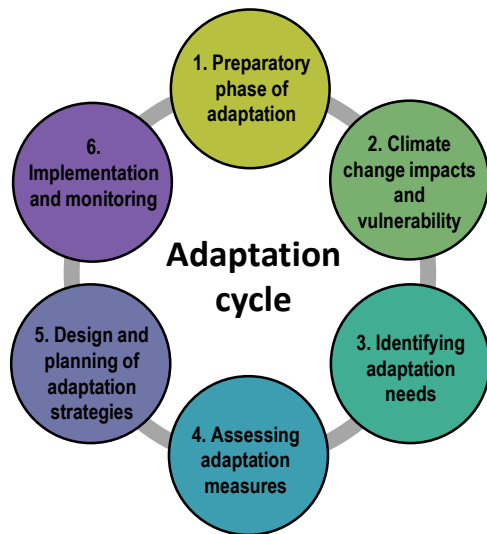 1. Preparatory
phase of
adaptation
2. Climate
change impacts
and
vulnerability
3. Identifying
adaptation
needs
4. Assessing
adaptation
measures
5. Design and
planning of
adaptation
strategies
6.
Implementation
and monitoring
Adaptation
cycle